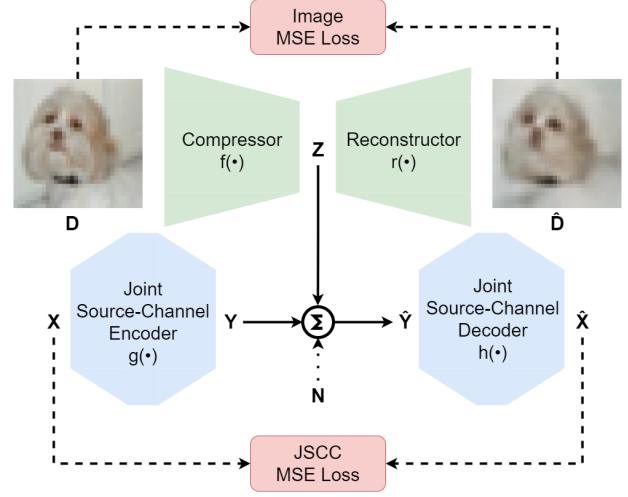 Image
MSE Loss
Compressor
f(•)
Z
Reconstructor
r(•)
D
D̂
X
Joint
Source-Channel
Encoder
g(•)
Y
Σ
Ŷ
Joint
Source-Channel
Decoder
h(•)
X̂
N
JSCC
MSE Loss